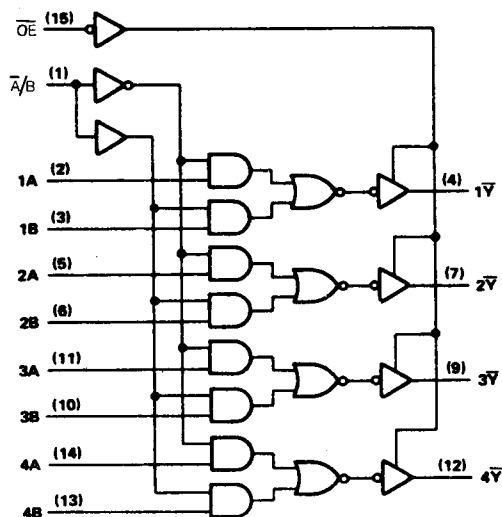 O̅E̅ (15)
A̅/B (1)
1A (2)
(4) 1Y̅
1B (3)
2A (5)
(7) 2Y̅
2B (6)
3A (11)
(9) 3Y̅
3B (10)
4A (14)
(12) 4Y̅
4B (13)